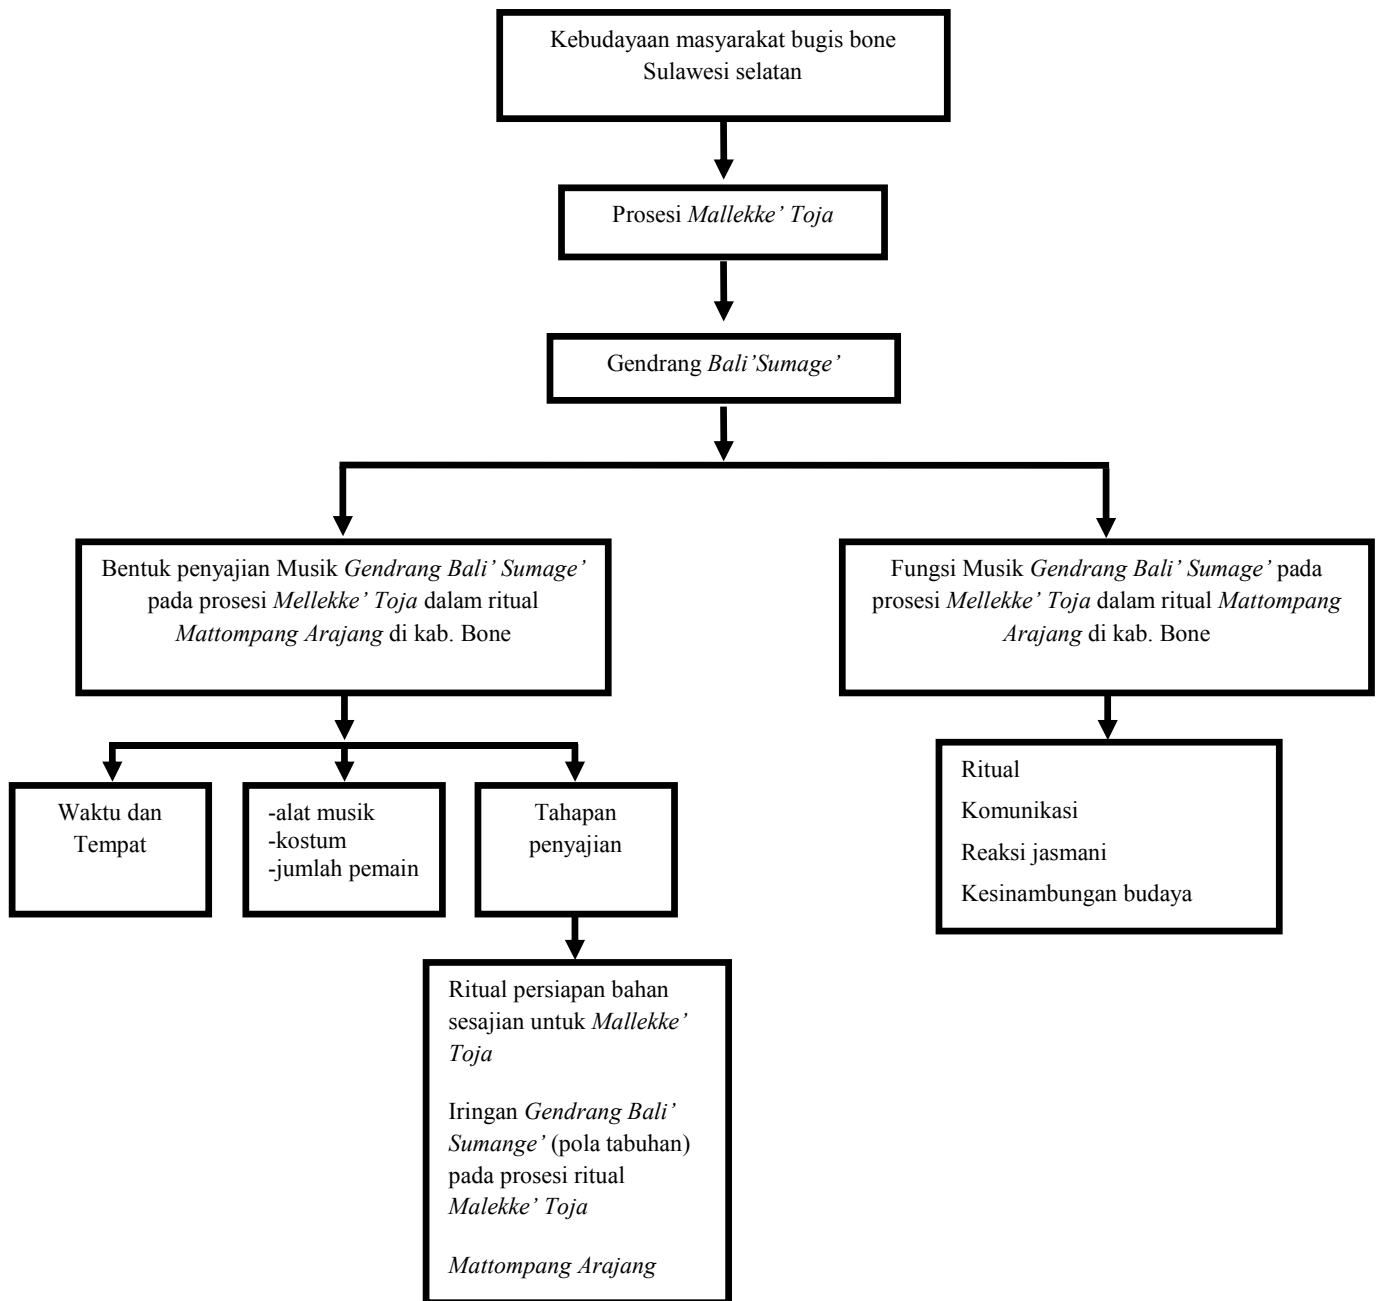 Kebudayaan masyarakat bugis bone
Sulawesi selatan
Prosesi Mallekke’ Toja
Gendrang Bali’Sumage’
Bentuk penyajian Musik Gendrang Bali’ Sumage’
pada prosesi Mellekke’ Toja dalam ritual
Mattompang Arajang di kab. Bone
Fungsi Musik Gendrang Bali’ Sumage’ pada
prosesi Mellekke’ Toja dalam ritual Mattompang
Arajang di kab. Bone
Waktu dan
Tempat
-alat musik
-kostum
-jumlah pemain
Tahapan
penyajian
Ritual
Komunikasi
Reaksi jasmani
Kesinambungan budaya
Ritual persiapan bahan
sesajian untuk Mallekke’
Toja
Iringan Gendrang Bali’
Sumange’ (pola tabuhan)
pada prosesi ritual
Malekke’ Toja
Mattompang Arajang